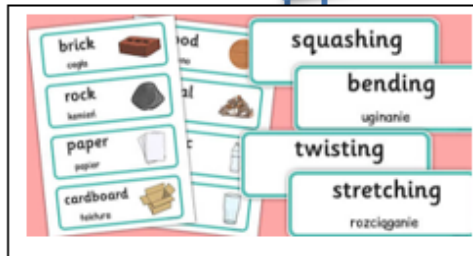 brick
cegła
rock
kamień
paper
papier
cardboard
tektura
squashing
bending
uginanie
twisting
stretching
rozciąganie